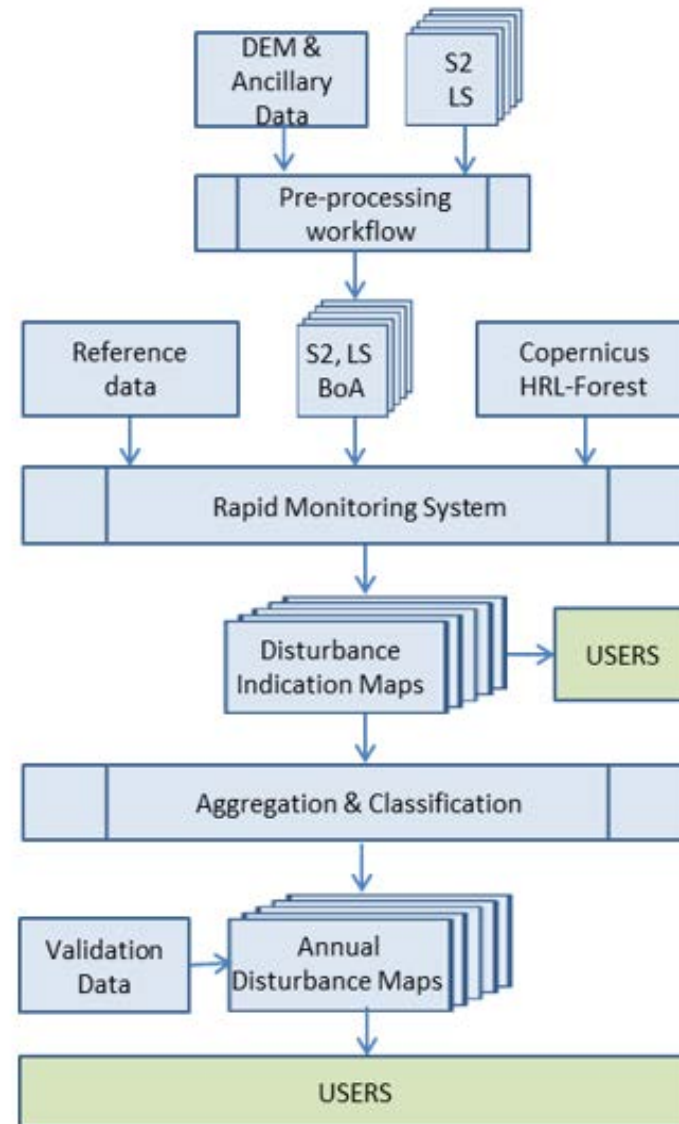 DEM &
Ancillary
Data
S2
LS
Pre-processing
workflow
Reference
data
S2, LS
BoA
Copernicus
HRL-Forest
Rapid Monitoring System
Disturbance
Indication Maps
USERS
Aggregation & Classification
Validation
Data
Annual
Disturbance Maps
USERS